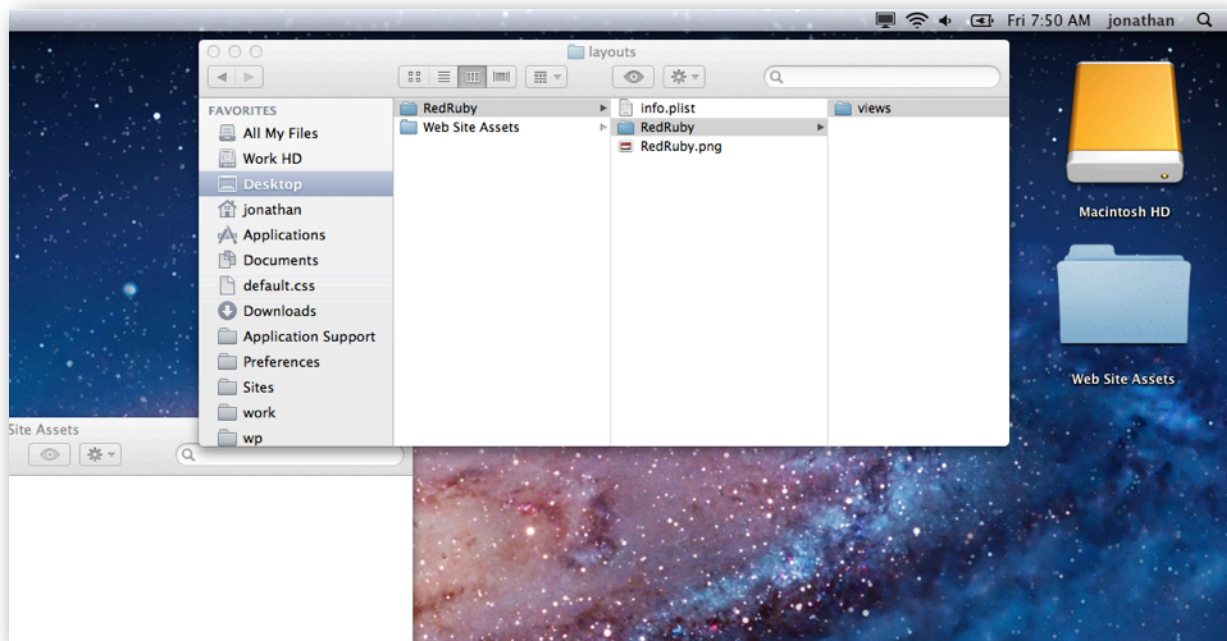 Fri 7:50 AM jonathan
layouts
FAVORITES
All My Files
Work HD
Desktop
jonathan
Applications
Documents
default.css
Downloads
Application Support
Preferences
Sites
work
wp
RedRuby
Web Site Assets
info.plist
RedRuby
RedRuby.png
views
Macintosh HD
Web Site Assets
Site Assets